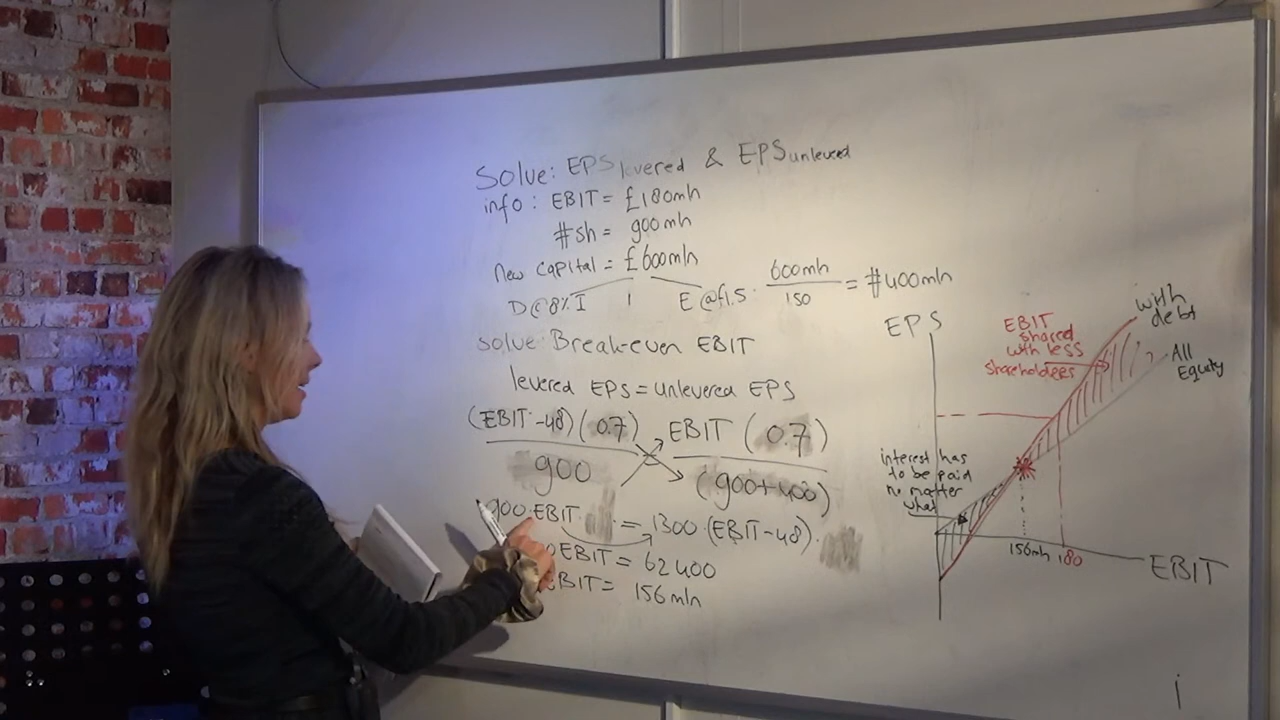 Solve: EPS levered & EPS unlevered
info: EBIT = £180mln
#sh = 900mln
New Capital = £600mln
D@8% I E@£1.5 · 600mln / 150 = #400mln
solve: Break-even EBIT
levered EPS = unlevered EPS
(EBIT - 48)(0.7) EBIT (0.7)
900 (900+400)
900·EBIT = 1300·(EBIT-48)·
EBIT = 62400
EBIT = 156mln
EPS
EBIT
shared
with less
shareholders
with
debt
All
Equity
interest has
to be paid
no matter
what
156mln 180
EBIT